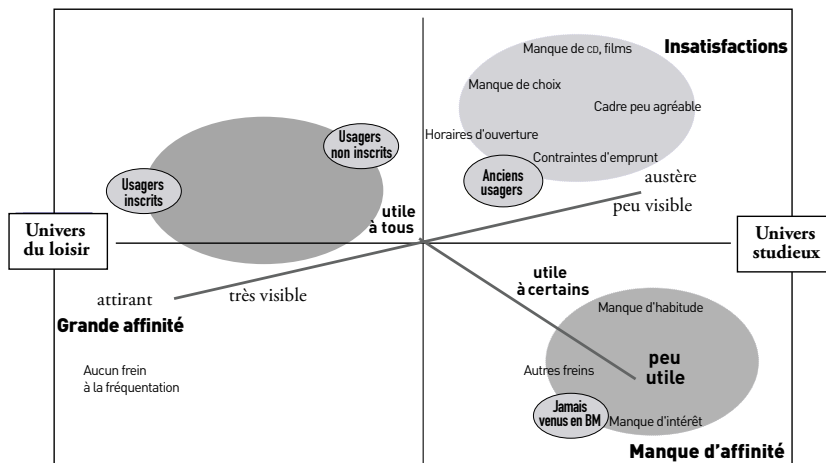 Manque de CD, films
Insatisfactions
Manque de choix
Cadre peu agréable
Usagers
non inscrits
Horaires d'ouverture
Contraintes d'emprunt
Usagers
inscrits
Anciens
usagers
austère
peu visible
utile
à tous
Univers
du loisir
Univers
studieux
utile
à certains
attirant
très visible
Grande affinité
Manque d'habitude
Aucun frein
à la fréquentation
Autres freins
peu
utile
Jamais
venus en BM
Manque d'intérêt
Manque d'affinité